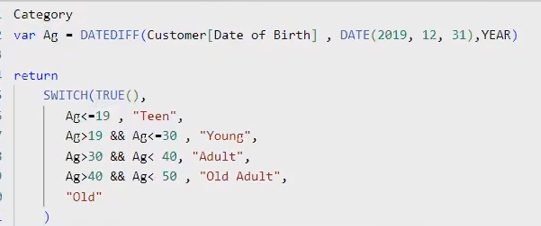 Category
var Ag = DATEDIFF(Customer[Date of Birth] , DATE(2019, 12, 31),YEAR)
return
SWITCH(TRUE(),
Ag<=19 , "Teen",
Ag>19 && Ag<=30 , "Young",
Ag>30 && Ag< 40, "Adult",
Ag>40 && Ag< 50 , "Old Adult",
"Old"
)